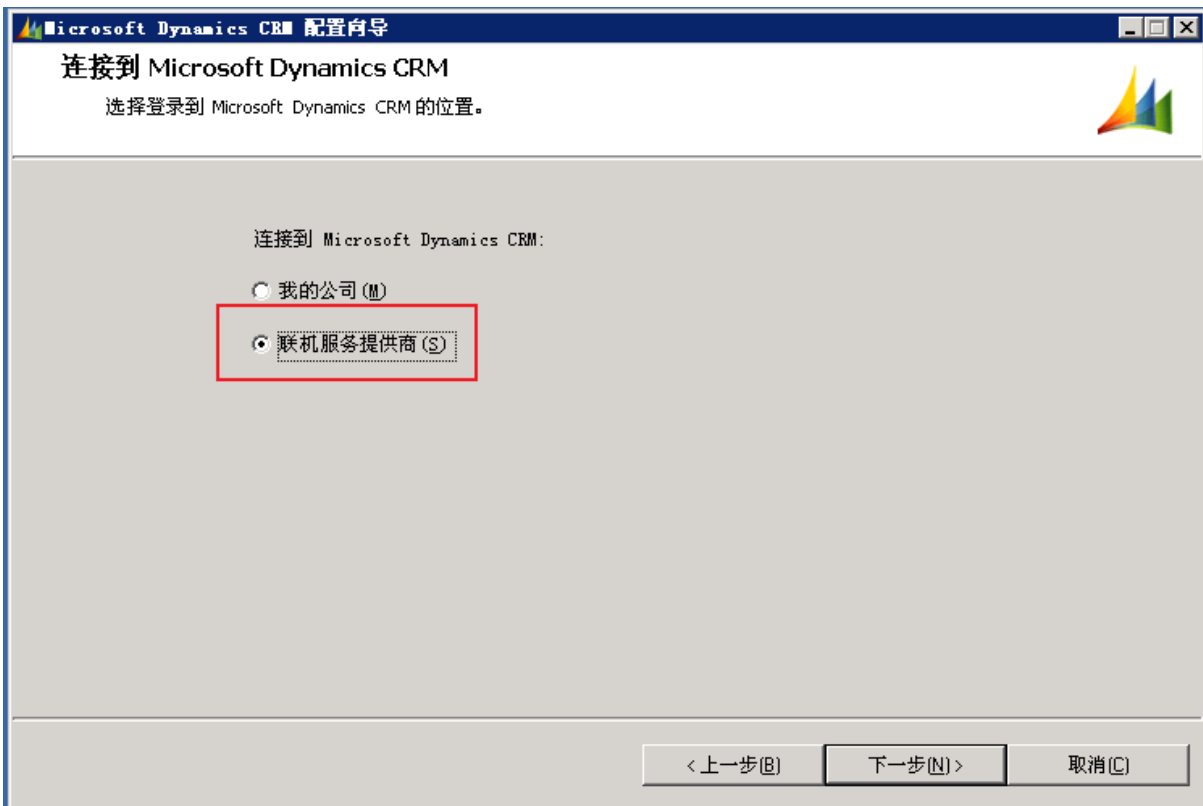 Microsoft Dynamics CRM 配置向导
连接到 Microsoft Dynamics CRM
选择登录到 Microsoft Dynamics CRM 的位置。
连接到 Microsoft Dynamics CRM:
我的公司(M)
联机服务提供商(S)
<上一步(B) 下一步(N)> 取消(C)